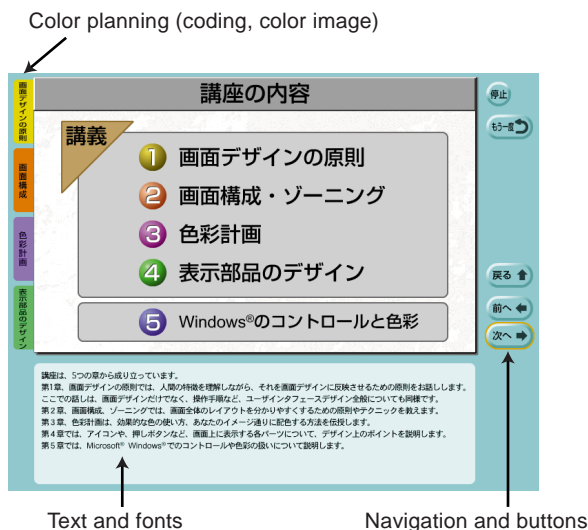 Color planning (coding, color image)
講座の内容
画面デザインの原則
画面構成
色彩計画
表示部品のデザイン
講義
1 画面デザインの原則
2 画面構成・ゾーニング
3 色彩計画
4 表示部品のデザイン
5 Windows®のコントロールと色彩
停止
もう一度
戻る
前へ
次へ
講座は、5つの章から成り立っています。
第1章、画面デザインの原則では、人間の特徴を理解しながら、それを画面デザインに反映させるための原則をお話しします。
ここでの話しは、画面デザインだけでなく、操作手順など、ユーザインタフェースデザイン全般についても同様です。
第2章、画面構成、ゾーニングでは、画面全体のレイアウトを分かりやすくするための原則やテクニックを教えます。
第3章、色彩計画は、効果的な色の使い方、あなたのイメージ通りに配色する方法を伝授します。
第4章では、アイコンや、押しボタンなど、画面上に表示する各パーツについて、デザイン上のポイントを説明します。
第5章では、Microsoft® Windows®でのコントロールや色彩の扱いについて説明します。
Text and fonts
Navigation and buttons